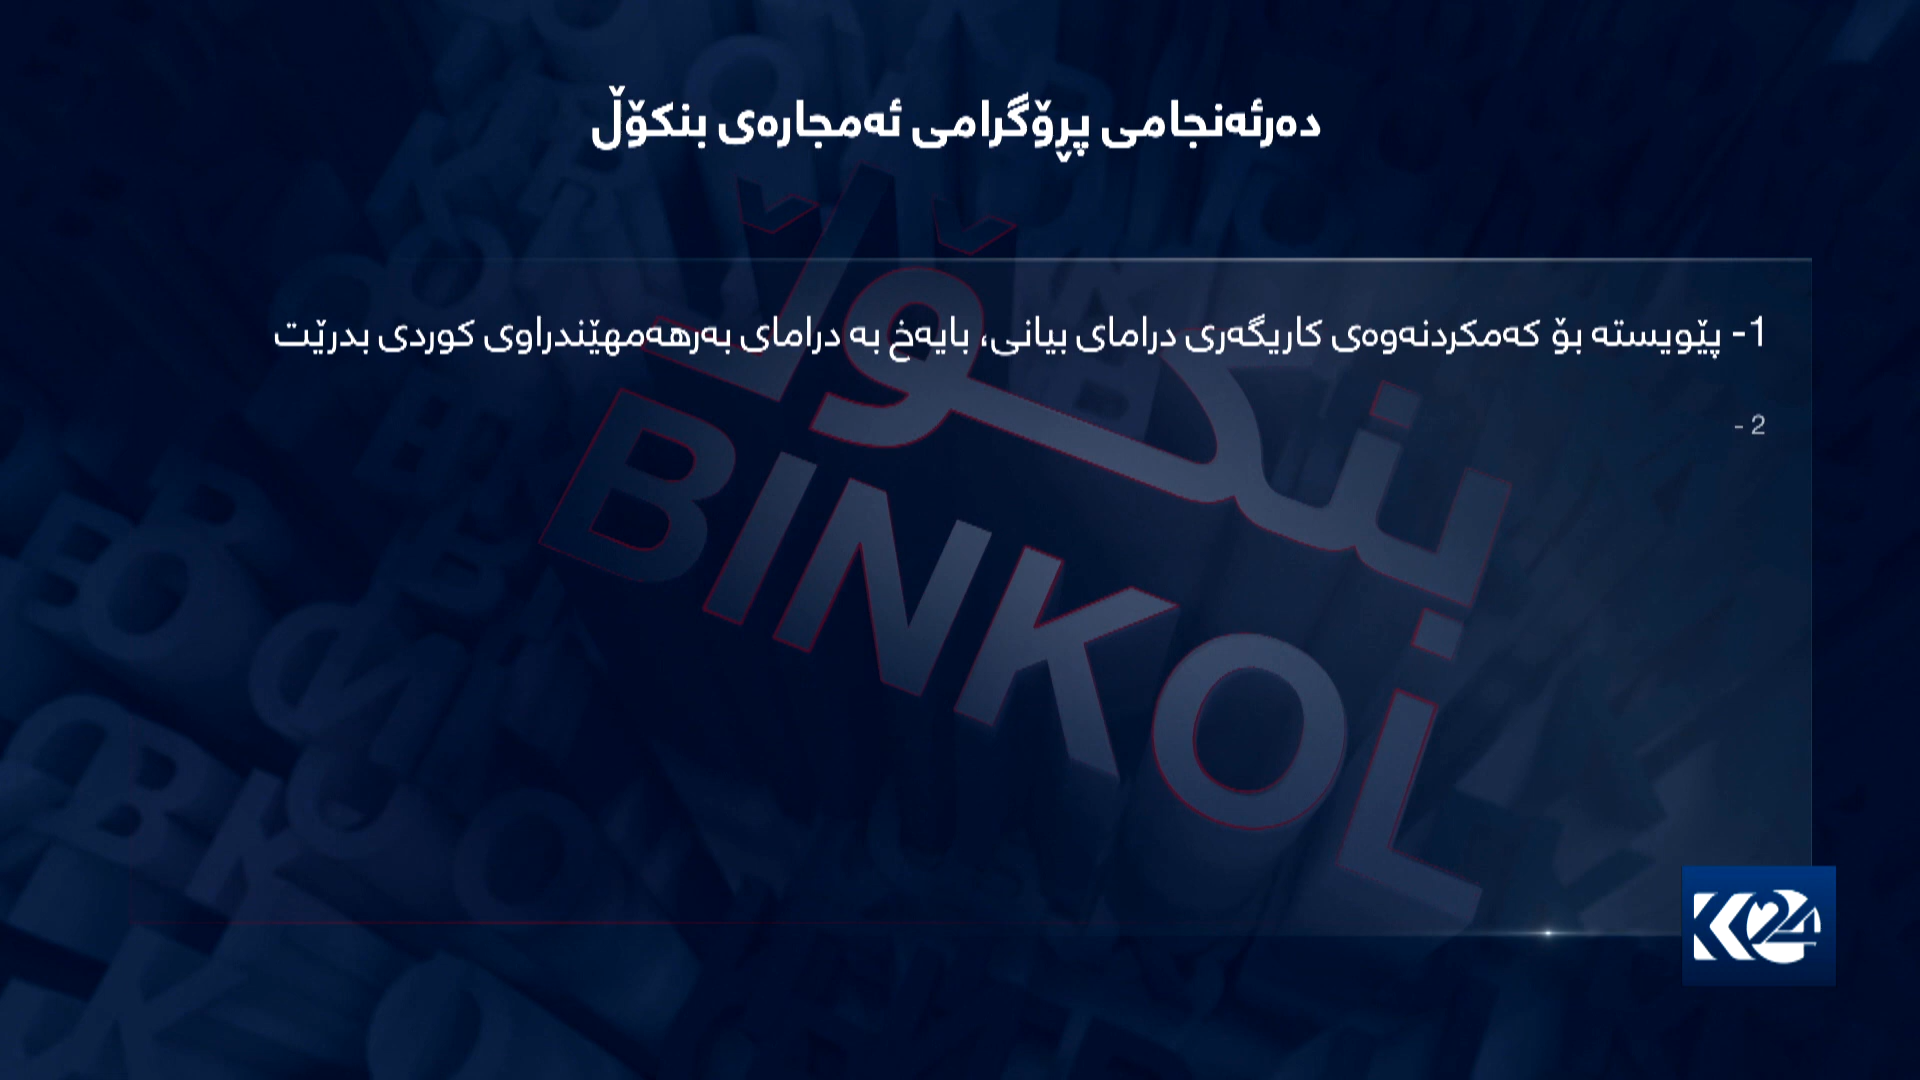 دەرئەنجامی پڕۆگرامی ئەمجارەی بنکۆڵ
1- پێویستە بۆ کەمکردنەوەی کاریگەری درامای بیانی، بایەخ بە درامای بەرهەمهێندراوی کوردی بدرێت
2 -
بنکۆڵ
BINKOL
K24